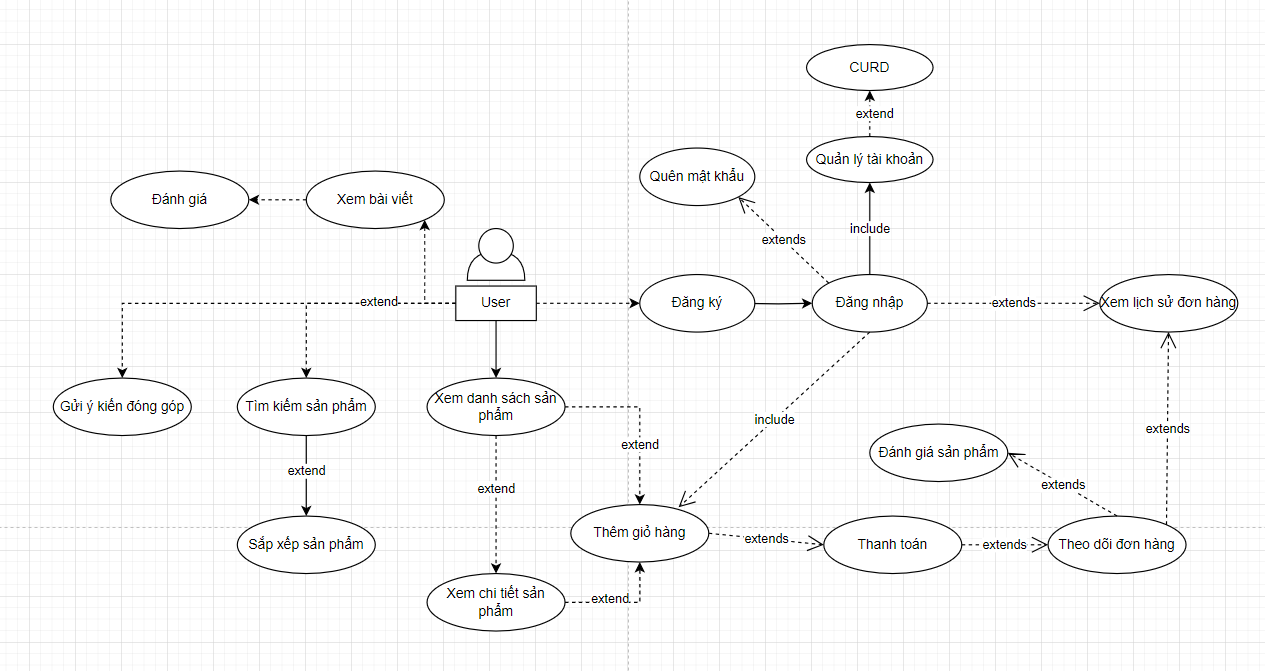 CURD
extend
Quản lý tài khoản
Quên mật khẩu
Đánh giá
Xem bài viết
include
extends
extend
User
Đăng ký
Đăng nhập
extends
Xem lịch sử đơn hàng
Gửi ý kiến đóng góp
Tìm kiếm sản phẩm
Xem danh sách sản
phẩm
include
extends
extend
Đánh giá sản phẩm
extend
extend
extends
Sắp xếp sản phẩm
Thêm giỏ hàng
extends
Thanh toán
extends
Theo dõi đơn hàng
Xem chi tiết sản
phẩm
extend